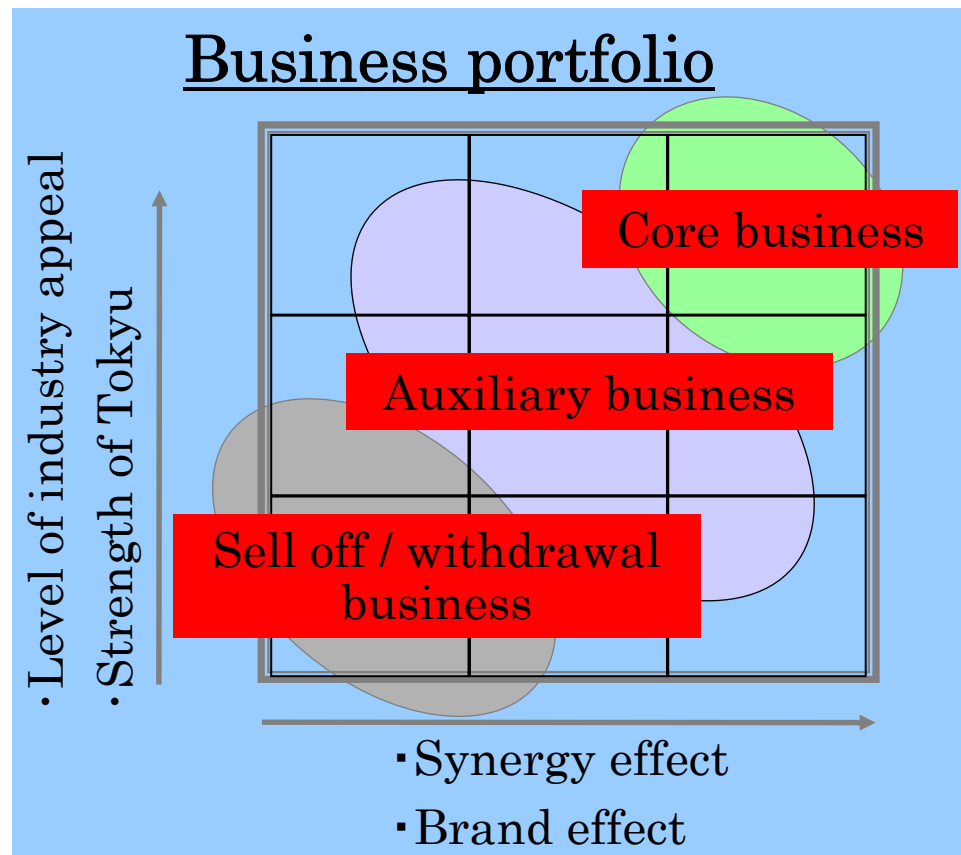 Business portfolio
・Level of industry appeal
・Strength of Tokyu
Core business
Auxiliary business
Sell off / withdrawal
business
・Synergy effect
・Brand effect